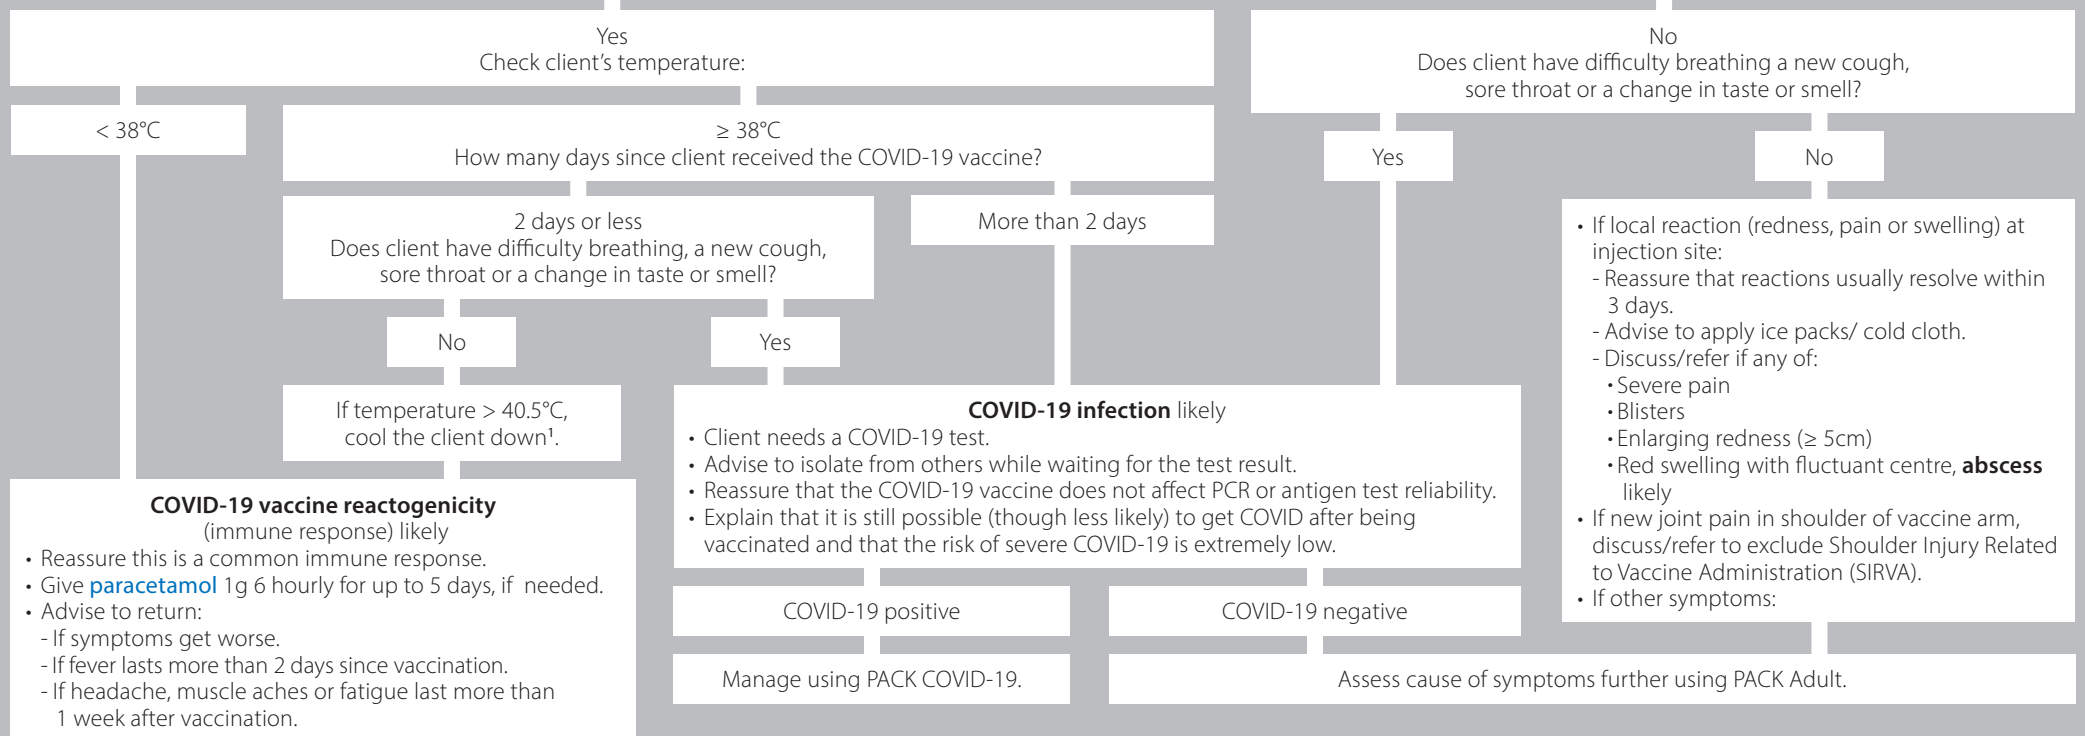 Yes
Check client's temperature:
< 38°C
≥ 38°C
How many days since client received the COVID-19 vaccine?
2 days or less
Does client have difficulty breathing, a new cough,
sore throat or a change in taste or smell?
More than 2 days
No
Yes
If temperature > 40.5°C,
cool the client down¹.
COVID-19 vaccine reactogenicity
(immune response) likely
• Reassure this is a common immune response.
• Give paracetamol 1g 6 hourly for up to 5 days, if needed.
• Advise to return:
- If symptoms get worse.
- If fever lasts more than 2 days since vaccination.
- If headache, muscle aches or fatigue last more than
1 week after vaccination.
No
Does client have difficulty breathing a new cough,
sore throat or a change in taste or smell?
Yes
No
COVID-19 infection likely
• Client needs a COVID-19 test.
• Advise to isolate from others while waiting for the test result.
• Reassure that the COVID-19 vaccine does not affect PCR or antigen test reliability.
• Explain that it is still possible (though less likely) to get COVID after being
vaccinated and that the risk of severe COVID-19 is extremely low.
COVID-19 positive
COVID-19 negative
Manage using PACK COVID-19.
• If local reaction (redness, pain or swelling) at
injection site:
- Reassure that reactions usually resolve within
3 days.
- Advise to apply ice packs/ cold cloth.
- Discuss/refer if any of:
• Severe pain
• Blisters
• Enlarging redness (≥ 5cm)
• Red swelling with fluctuant centre, abscess
likely
• If new joint pain in shoulder of vaccine arm,
discuss/refer to exclude Shoulder Injury Related
to Vaccine Administration (SIRVA).
• If other symptoms:
Assess cause of symptoms further using PACK Adult.